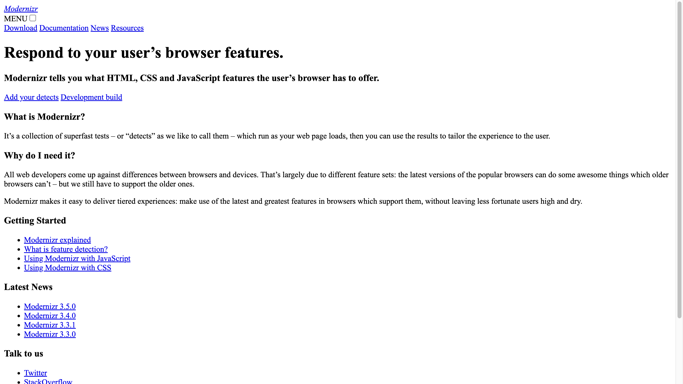 Modernizr
MENU
Download Documentation News Resources
Respond to your user’s browser features.
Modernizr tells you what HTML, CSS and JavaScript features the user’s browser has to offer.
Add your detects Development build
What is Modernizr?
It’s a collection of superfast tests – or “detects” as we like to call them – which run as your web page loads, then you can use the results to tailor the experience to the user.
Why do I need it?
All web developers come up against differences between browsers and devices. That’s largely due to different feature sets: the latest versions of the popular browsers can do some awesome things which older
browsers can’t – but we still have to support the older ones.
Modernizr makes it easy to deliver tiered experiences: make use of the latest and greatest features in browsers which support them, without leaving less fortunate users high and dry.
Getting Started
Modernizr explained
What is feature detection?
Using Modernizr with JavaScript
Using Modernizr with CSS
Latest News
Modernizr 3.5.0
Modernizr 3.4.0
Modernizr 3.3.1
Modernizr 3.3.0
Talk to us
Twitter
StackOverflow